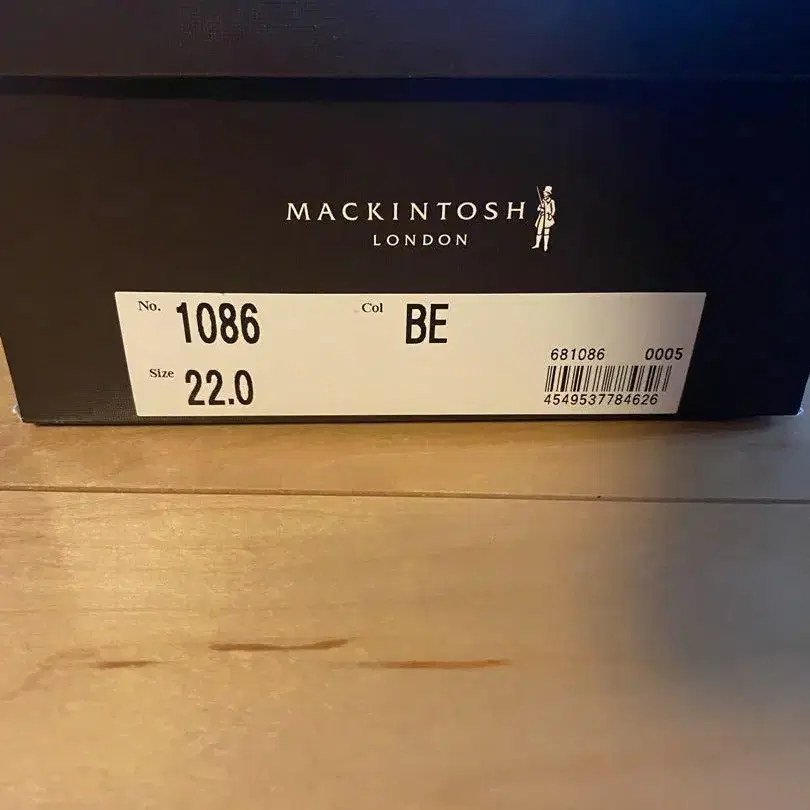 MACKINTOSH
LONDON
No. 1086 Col BE
681086 0005
Size 22.0
4549537784626